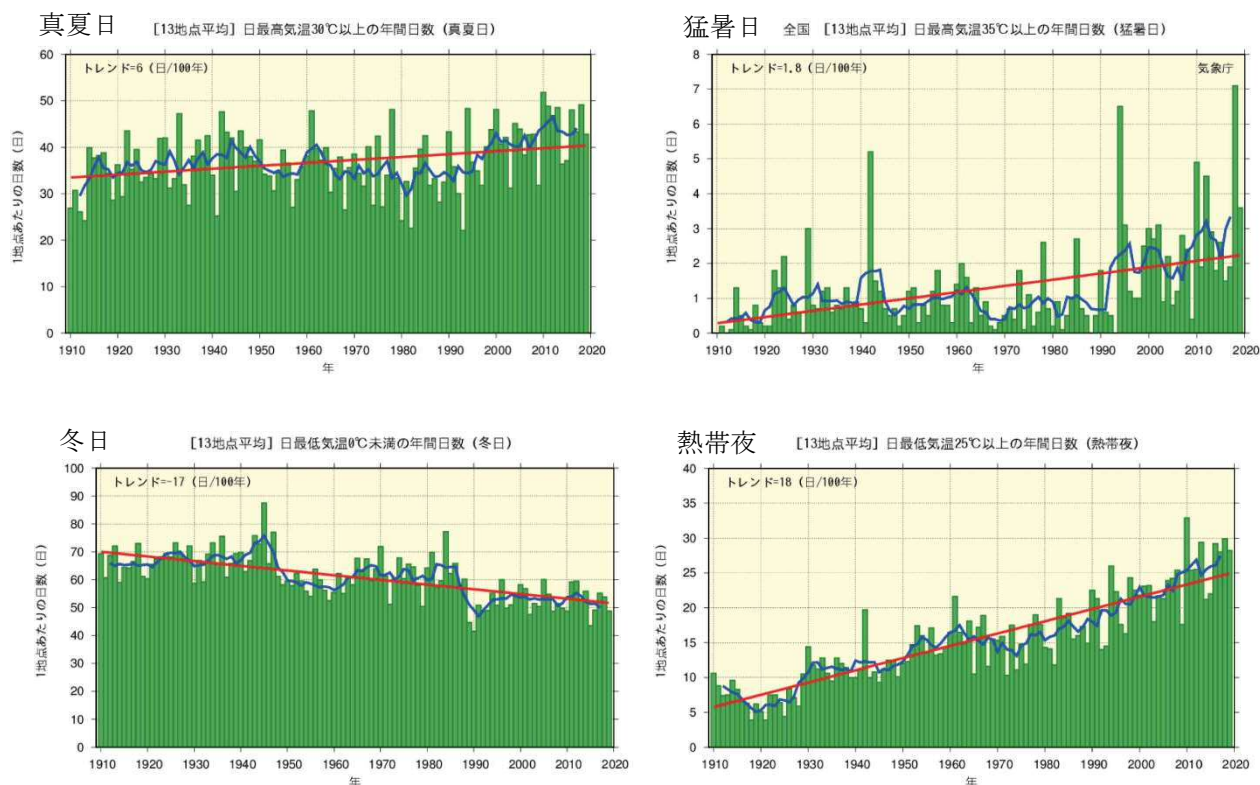 真夏日
[13地点平均] 日最高気温30℃以上の年間日数 (真夏日)
トレンド=6 (日/100年)
1地点あたりの日数 (日)
60
50
40
30
20
10
0
1910 1920 1930 1940 1950 1960 1970 1980 1990 2000 2010 2020
年
猛暑日
全国 [13地点平均] 日最高気温35℃以上の年間日数 (猛暑日)
トレンド=1.8 (日/100年)
気象庁
1地点あたりの日数 (日)
8
7
6
5
4
3
2
1
0
1910 1920 1930 1940 1950 1960 1970 1980 1990 2000 2010 2020
年
冬日
[13地点平均] 日最低気温0℃未満の年間日数 (冬日)
トレンド=-17 (日/100年)
1地点あたりの日数 (日)
100
90
80
70
60
50
40
30
20
10
0
1910 1920 1930 1940 1950 1960 1970 1980 1990 2000 2010 2020
年
熱帯夜
[13地点平均] 日最低気温25℃以上の年間日数 (熱帯夜)
トレンド=18 (日/100年)
1地点あたりの日数 (日)
40
35
30
25
20
15
10
5
0
1910 1920 1930 1940 1950 1960 1970 1980 1990 2000 2010 2020
年